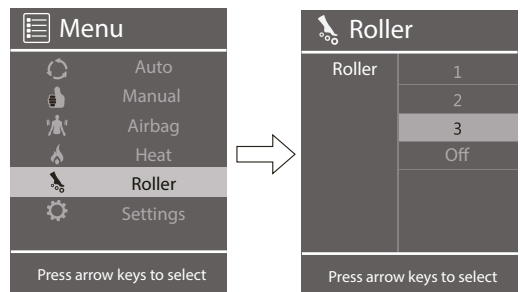 Menu
Auto
Manual
Airbag
Heat
Roller
Settings
Press arrow keys to select
Roller
Roller
1
2
3
Off
Press arrow keys to select